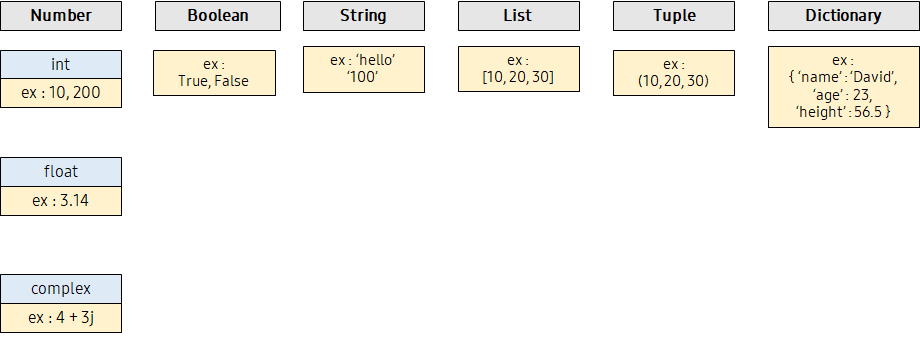 Number
Boolean
String
List
Tuple
Dictionary
int
ex : 10, 200
ex :
True, False
ex : ‘hello’
‘100’
ex :
[10, 20, 30]
ex :
(10,20, 30)
ex :
{ ‘name’ : ‘David’,
‘age’ : 23,
‘height’ : 56.5 }
float
ex : 3.14
complex
ex : 4 + 3j